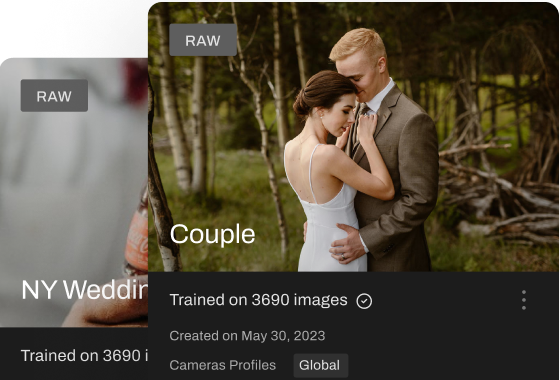 RAW
Couple
Trained on 3690 images
Created on May 30, 2023
Cameras Profiles
Global
RAW
NY Weddin
Trained on 3690 i